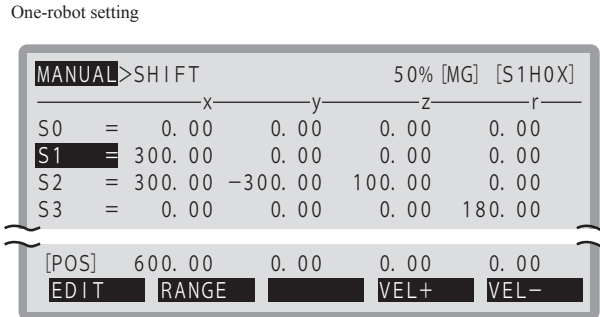 One-robot setting
MANUAL>SHIFT 50% [MG] [S1H0X]
x y z r
S0 = 0.00 0.00 0.00 0.00
S1 = 300.00 0.00 0.00 0.00
S2 = 300.00 -300.00 100.00 0.00
S3 = 0.00 0.00 0.00 180.00
[POS] 600.00 0.00 0.00 0.00
EDIT RANGE VEL+ VEL-